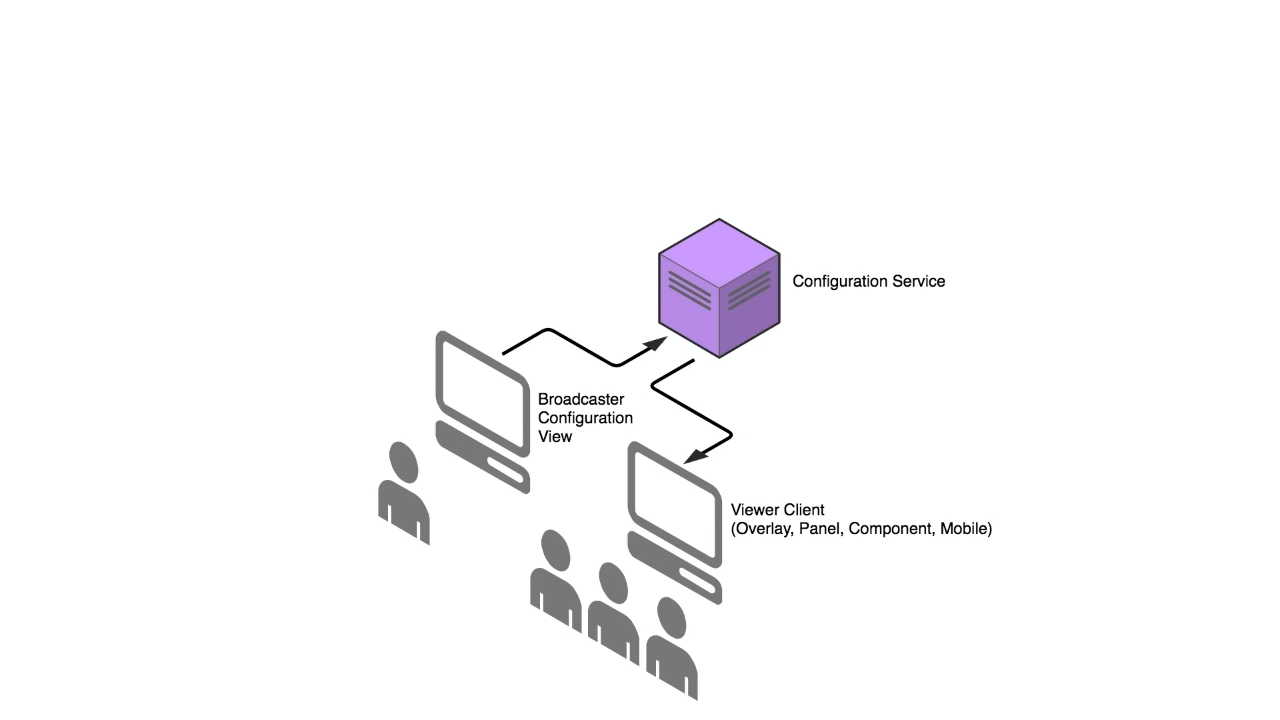 Configuration Service
Broadcaster
Configuration
View
Viewer Client
(Overlay, Panel, Component, Mobile)